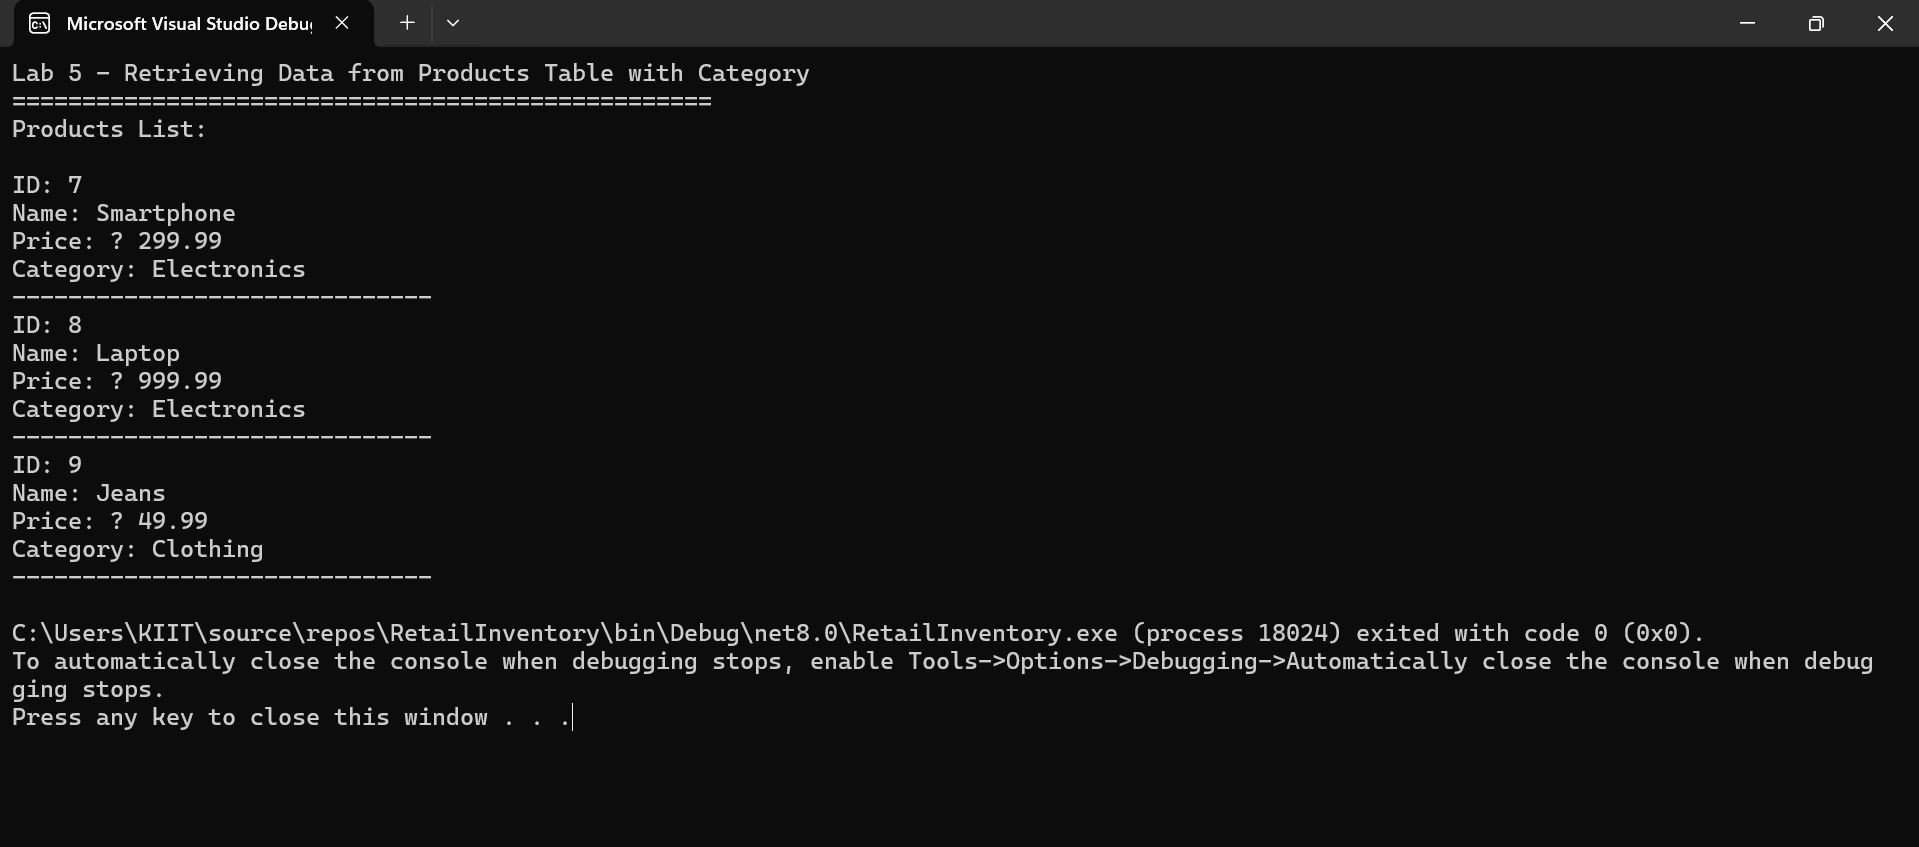 Microsoft Visual Studio Debug
Lab 5 - Retrieving Data from Products Table with Category
==================================================
Products List:
ID: 7
Name: Smartphone
Price: ? 299.99
Category: Electronics
------------------------------
ID: 8
Name: Laptop
Price: ? 999.99
Category: Electronics
------------------------------
ID: 9
Name: Jeans
Price: ? 49.99
Category: Clothing
------------------------------
C:\Users\KIIT\source\repos\RetailInventory\bin\Debug\net8.0\RetailInventory.exe (process 18024) exited with code 0 (0x0).
To automatically close the console when debugging stops, enable Tools->Options->Debugging->Automatically close the console when debug
ging stops.
Press any key to close this window . . .